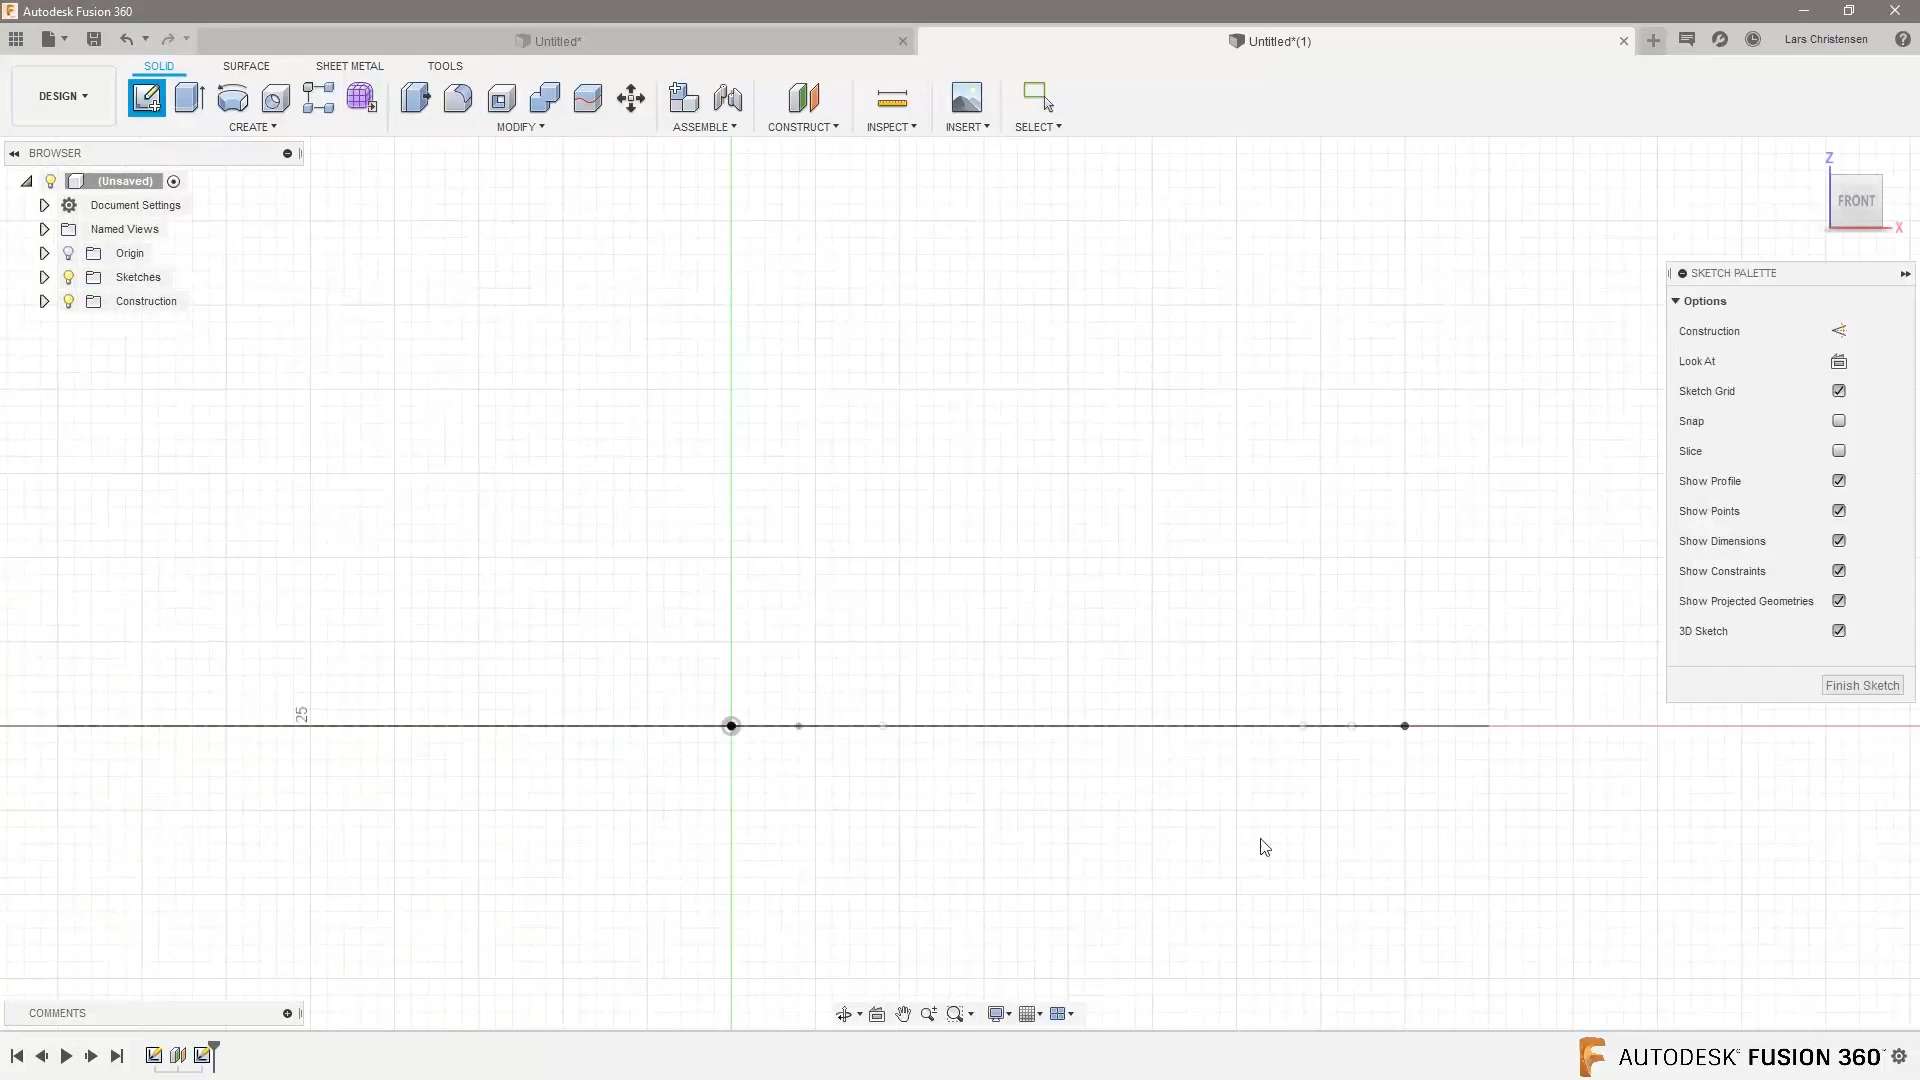 Autodesk Fusion 360
Untitled*
Untitled*(1)
Lars Christensen
DESIGN
SOLID
SURFACE
SHEET METAL
TOOLS
CREATE
MODIFY
ASSEMBLE
CONSTRUCT
INSPECT
INSERT
SELECT
BROWSER
(Unsaved)
Document Settings
Named Views
Origin
Sketches
Construction
Z
FRONT
X
SKETCH PALETTE
Options
Construction
Look At
Sketch Grid
Snap
Slice
Show Profile
Show Points
Show Dimensions
Show Constraints
Show Projected Geometries
3D Sketch
Finish Sketch
25
COMMENTS
AUTODESK FUSION 360